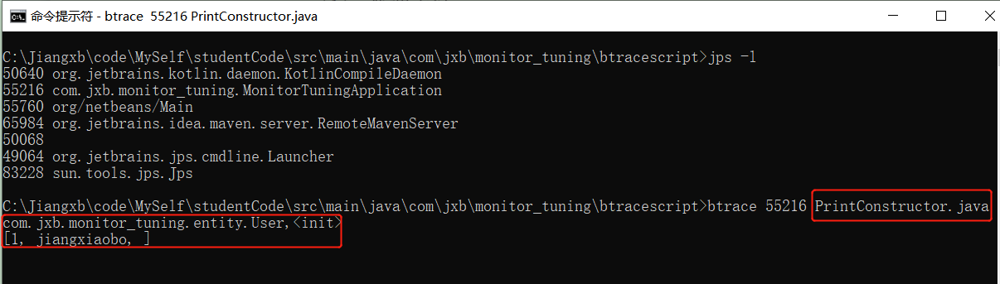 命令提示符 - btrace  55216 PrintConstructor.java
C:\Jiangxb\code\MySelf\studentCode\src\main\java\com\jxb\monitor_tuning\btracescript>jps -l
50640 org.jetbrains.kotlin.daemon.KotlinCompileDaemon
55216 com.jxb.monitor_tuning.MonitorTuningApplication
55760 org/netbeans/Main
65984 org.jetbrains.idea.maven.server.RemoteMavenServer
50068
49064 org.jetbrains.jps.cmdline.Launcher
83228 sun.tools.jps.Jps
C:\Jiangxb\code\MySelf\studentCode\src\main\java\com\jxb\monitor_tuning\btracescript>btrace 55216 PrintConstructor.java
com.jxb.monitor_tuning.entity.User,<init>
[1, jiangxiaobo, ]